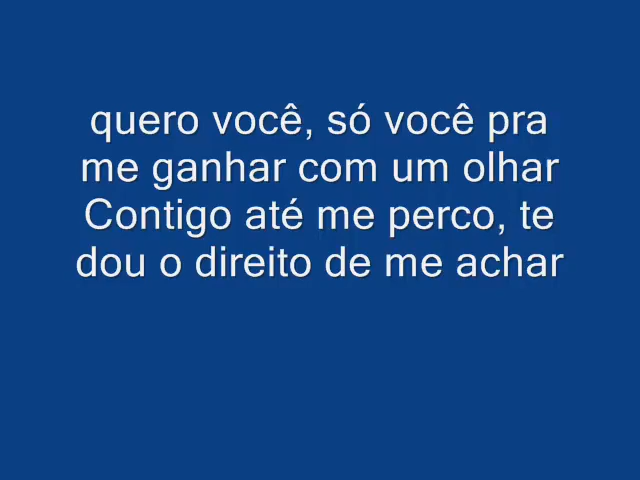 quero você, só você pra
me ganhar com um olhar
Contigo até me perco, te
dou o direito de me achar